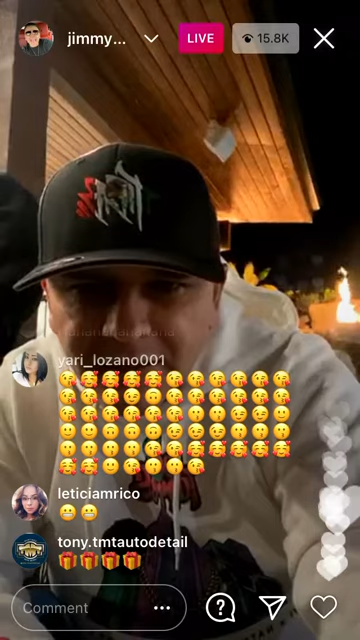 jimmy...
LIVE
15.8K
yari_lozano001
leticiamrico
tony.tmtautodetail
Comment